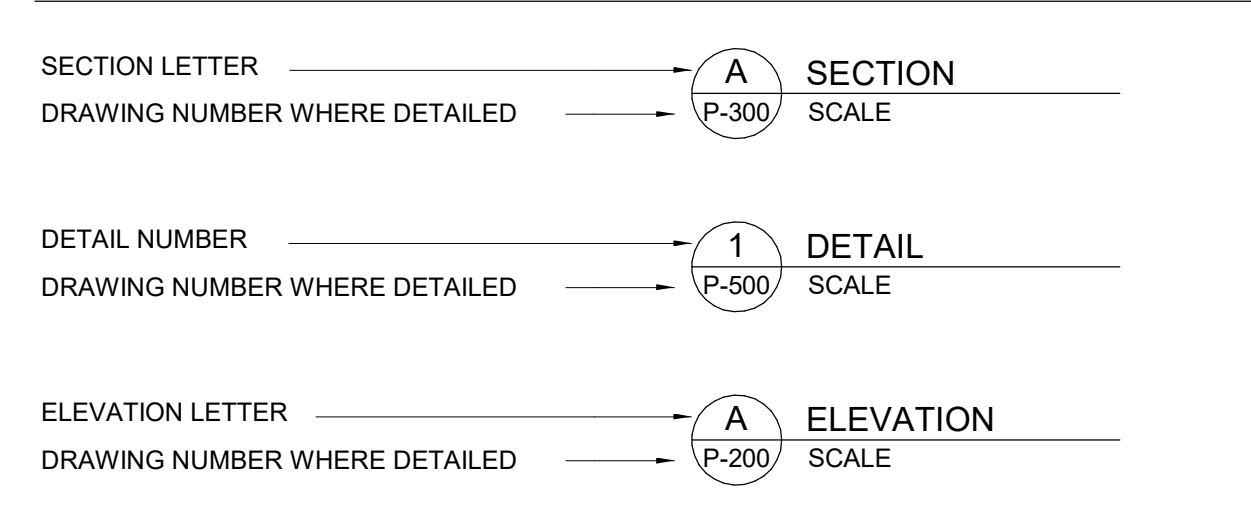 SECTION LETTER
A
SECTION
DRAWING NUMBER WHERE DETAILED
P-300
SCALE
DETAIL NUMBER
1
DETAIL
DRAWING NUMBER WHERE DETAILED
P-500
SCALE
ELEVATION LETTER
A
ELEVATION
DRAWING NUMBER WHERE DETAILED
P-200
SCALE